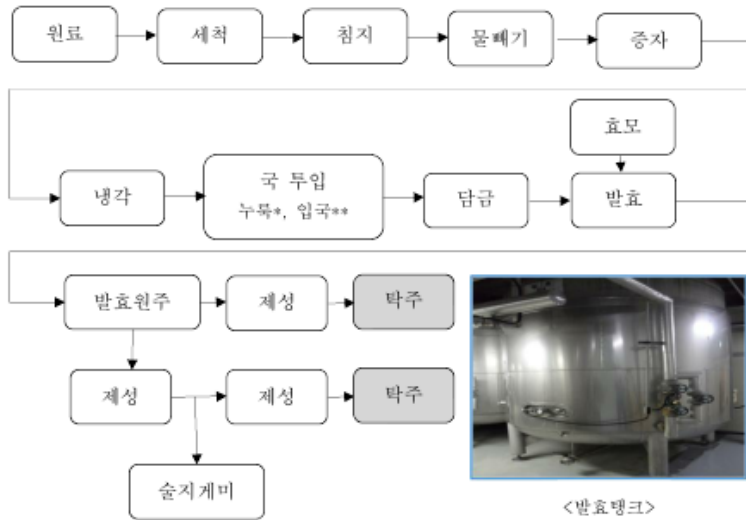 원료
세척
침지
물빼기
증자
효모
냉각
국 투입
누룩*, 입국**
담금
발효
발효원주
제성
탁주
제성
제성
탁주
술지게미
<발효탱크>